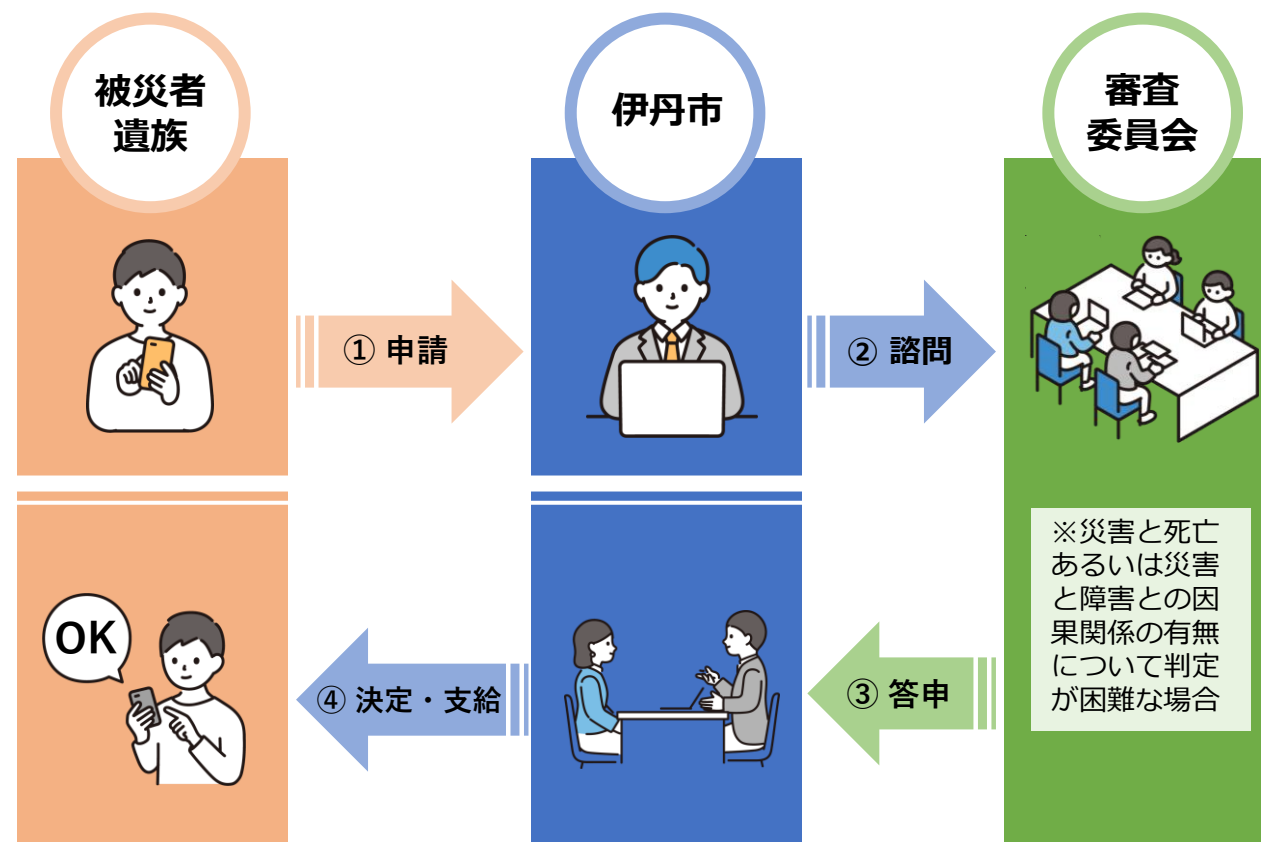 被災者
遺族
伊丹市
審査
委員会
① 申請
② 諮問
※災害と死亡
あるいは災害
と障害との因
果関係の有無
について判定
が困難な場合
③ 答申
④ 決定・支給
OK